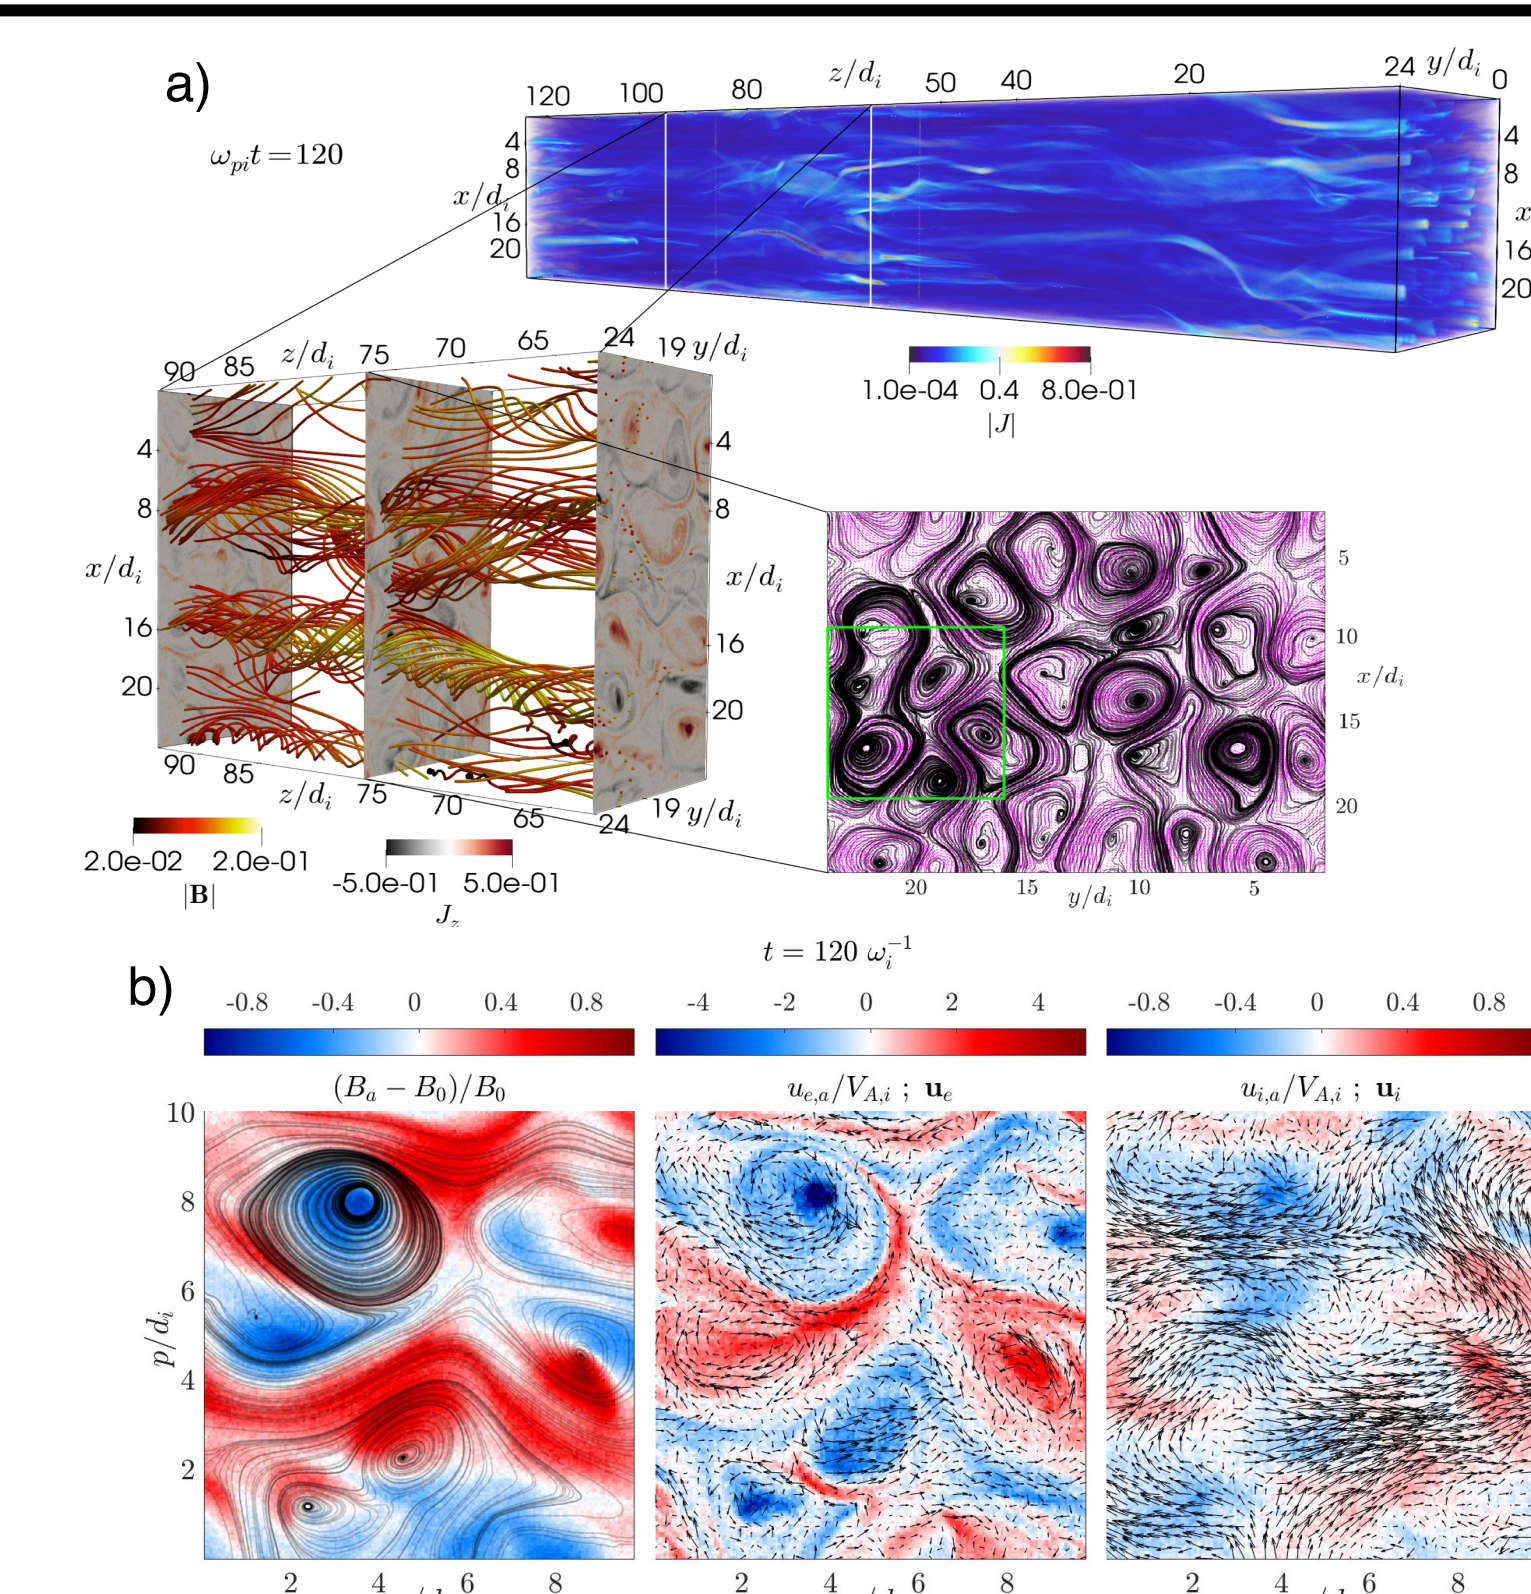 a)
z/d_i
24 y/d_i 0
120 100 80 50 40 20
ω_{pi}t=120
4
8
x/d_i
16
20
4
8
x
16
20
1.0e-04 0.4 8.0e-01
|J|
90 85 z/d_i 75 70 65 24 19 y/d_i
4
8
x/d_i
16
20
4
8
x/d_i
16
20
90 85 z/d_i 75 70 65 24 19 y/d_i
2.0e-02 2.0e-01
|B|
-5.0e-01 5.0e-01
J_z
5
10
x/d_i
15
20
20 15 y/d_i 10 5
t = 120 ω_i^{-1}
b)
-0.8 -0.4 0 0.4 0.8
-4 -2 0 2 4
-0.8 -0.4 0 0.4 0.8
(B_a − B_0)/B_0
u_{e,a}/V_{A,i} ; u_e
u_{i,a}/V_{A,i} ; u_i
10
8
6
p/d_i
4
2
2 4 6 8
2 4 6 8
2 4 6 8